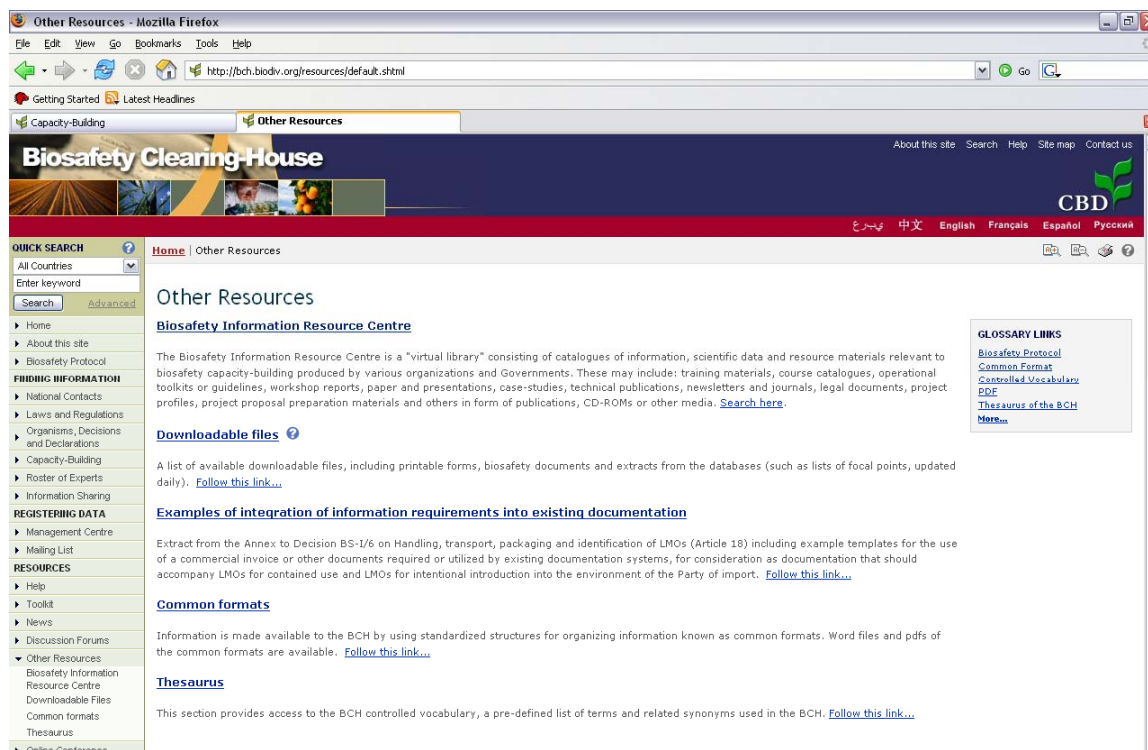 Other Resources - Mozilla Firefox
File Edit View Go Bookmarks Tools Help
http://bch.biodiv.org/resources/default.shtml
Go
Getting Started Latest Headlines
Capacity-Building
Other Resources
Biosafety Clearing-House
About this site Search Help Site map Contact us
CBD
中文 English Français Español Русский
QUICK SEARCH
All Countries
Enter keyword
Search Advanced
Home
About this site
Biosafety Protocol
FINDING INFORMATION
National Contacts
Laws and Regulations
Organisms, Decisions
and Declarations
Capacity-Building
Roster of Experts
Information Sharing
REGISTERING DATA
Management Centre
Mailing List
RESOURCES
Help
Toolkit
News
Discussion Forums
Other Resources
Biosafety Information
Resource Centre
Downloadable Files
Common formats
Thesaurus
Online Conference
Home | Other Resources
Other Resources
Biosafety Information Resource Centre
The Biosafety Information Resource Centre is a "virtual library" consisting of catalogues of information, scientific data and resource materials relevant to
biosafety capacity-building produced by various organizations and Governments. These may include: training materials, course catalogues, operational
toolkits or guidelines, workshop reports, paper and presentations, case-studies, technical publications, newsletters and journals, legal documents, project
profiles, project proposal preparation materials and others in form of publications, CD-ROMs or other media. Search here.
Downloadable files
A list of available downloadable files, including printable forms, biosafety documents and extracts from the databases (such as lists of focal points, updated
daily). Follow this link...
Examples of integration of information requirements into existing documentation
Extract from the Annex to Decision BS-I/6 on Handling, transport, packaging and identification of LMOs (Article 18) including example templates for the use
of a commercial invoice or other documents required or utilized by existing documentation systems, for consideration as documentation that should
accompany LMOs for contained use and LMOs for intentional introduction into the environment of the Party of import. Follow this link...
Common formats
Information is made available to the BCH by using standardized structures for organizing information known as common formats. Word files and pdfs of
the common formats are available. Follow this link...
Thesaurus
This section provides access to the BCH controlled vocabulary, a pre-defined list of terms and related synonyms used in the BCH. Follow this link...
GLOSSARY LINKS
Biosafety Protocol
Common Format
Controlled Vocabulary
PDF
Thesaurus of the BCH
More...